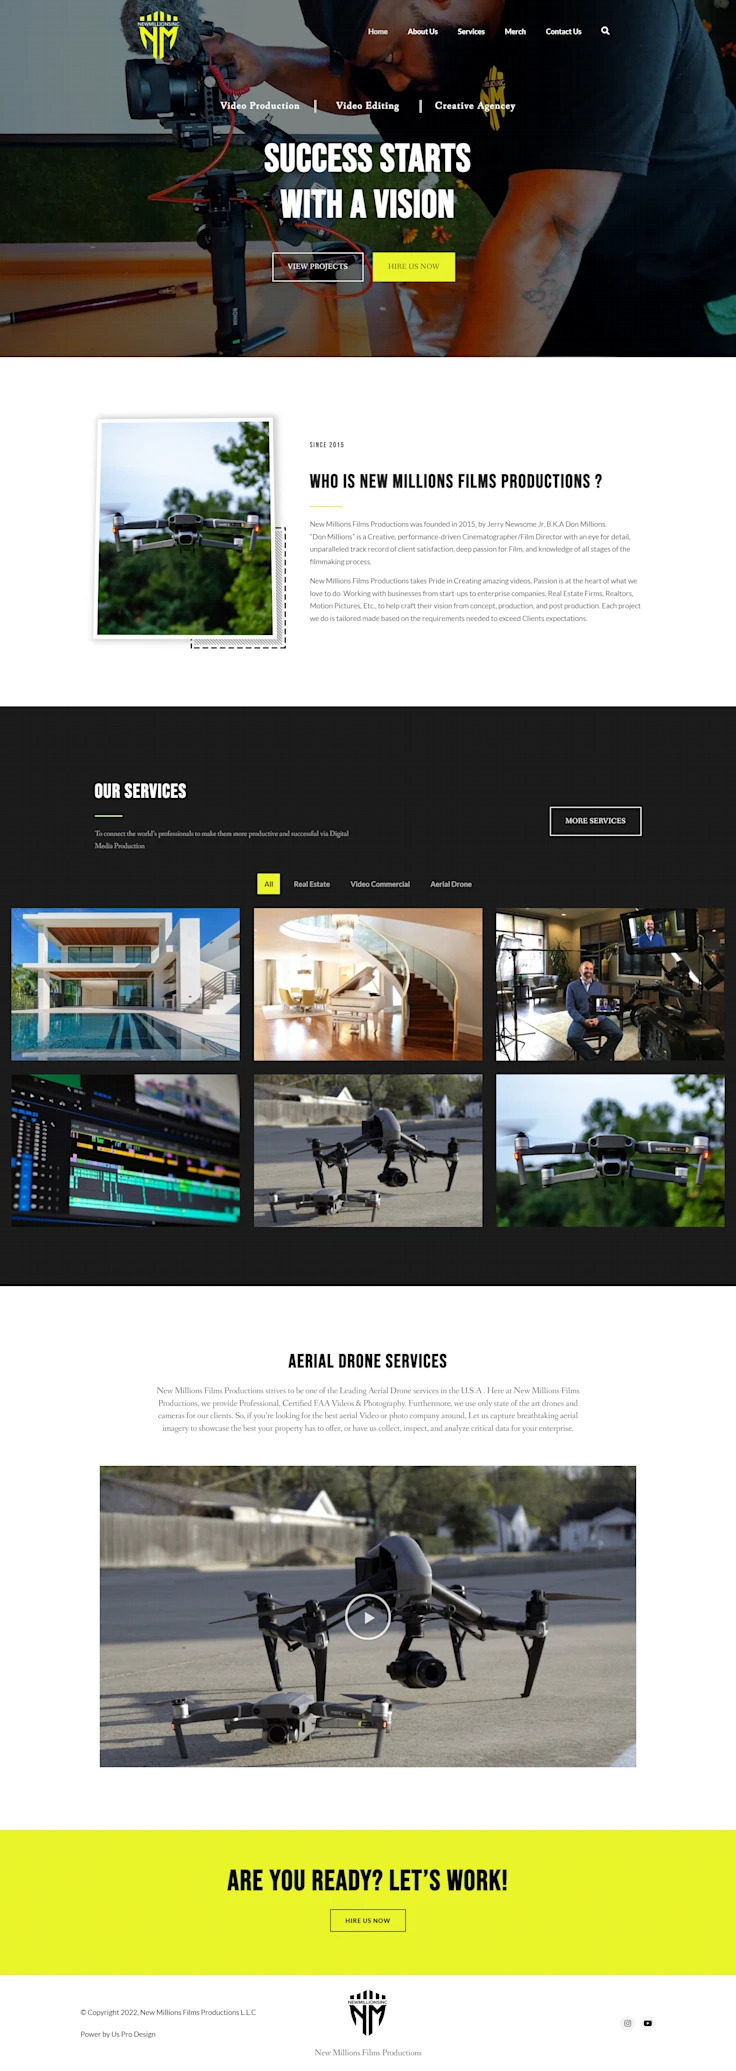 NEWMILLIONSINC
NM
Home About Us Services Merch Contact Us
Video Production | Video Editing | Creative Agencey
SUCCESS STARTS
WITH A VISION
VIEW PROJECTS HIRE US NOW
SINCE 2015
WHO IS NEW MILLIONS FILMS PRODUCTIONS ?
New Millions Films Productions was founded in 2015, by Jerry Newsome Jr, B.K.A Don Millions.
"Don Millions" is a Creative, performance-driven Cinematographer/Film Director with an eye for detail,
unparalleled track record of client satisfaction, deep passion for Film, and knowledge of all stages of the
filmmaking process.
New Millions Films Productions takes Pride in Creating amazing videos, Passion is at the heart of what we
love to do. Working with businesses from start-ups to enterprise companies, Real Estate Firms, Realtors,
Motion Pictures, Etc., to help craft their vision from concept, production, and post production. Each project
we do is tailored made based on the requirements needed to exceed Clients expectations.
OUR SERVICES
To connect the world's professionals to make them more productive and successful via Digital
Media Production
MORE SERVICES
All Real Estate Video Commercial Aerial Drone
AERIAL DRONE SERVICES
New Millions Films Productions strives to be one of the Leading Aerial Drone services in the U.S.A . Here at New Millions Films
Productions, we provide Professional, Certified FAA Videos & Photography. Furthermore, we use only state of the art drones and
cameras for our clients. So, if you're looking for the best aerial Video or photo company around, Let us capture breathtaking aerial
imagery to showcase the best your property has to offer, or have us collect, inspect, and analyze critical data for your enterprise.
ARE YOU READY? LET'S WORK!
HIRE US NOW
NEWMILLIONSINC
NM
© Copyright 2022, New Millions Films Productions L.L.C
Power by Us Pro Design
New Millions Films Productions